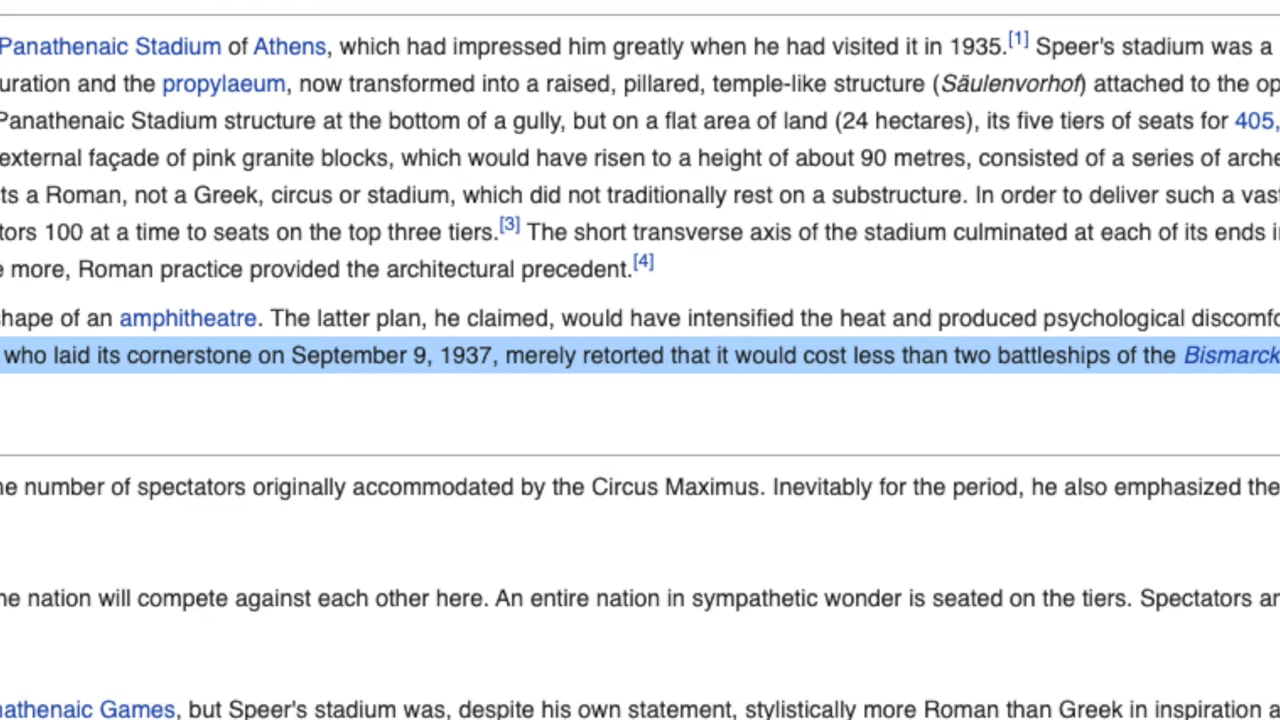 Panathenaic Stadium of Athens, which had impressed him greatly when he had visited it in 1935.[1] Speer's stadium was a
uration and the propylaeum, now transformed into a raised, pillared, temple-like structure (Säulenvorhof) attached to the op
Panathenaic Stadium structure at the bottom of a gully, but on a flat area of land (24 hectares), its five tiers of seats for 405,
external façade of pink granite blocks, which would have risen to a height of about 90 metres, consisted of a series of arche
ts a Roman, not a Greek, circus or stadium, which did not traditionally rest on a substructure. In order to deliver such a vas
tors 100 at a time to seats on the top three tiers.[3] The short transverse axis of the stadium culminated at each of its ends i
e more, Roman practice provided the architectural precedent.[4]
hape of an amphitheatre. The latter plan, he claimed, would have intensified the heat and produced psychological discomfo
who laid its cornerstone on September 9, 1937, merely retorted that it would cost less than two battleships of the Bismarck
ne number of spectators originally accommodated by the Circus Maximus. Inevitably for the period, he also emphasized the
ne nation will compete against each other here. An entire nation in sympathetic wonder is seated on the tiers. Spectators an
nathenaic Games, but Speer's stadium was, despite his own statement, stylistically more Roman than Greek in inspiration a